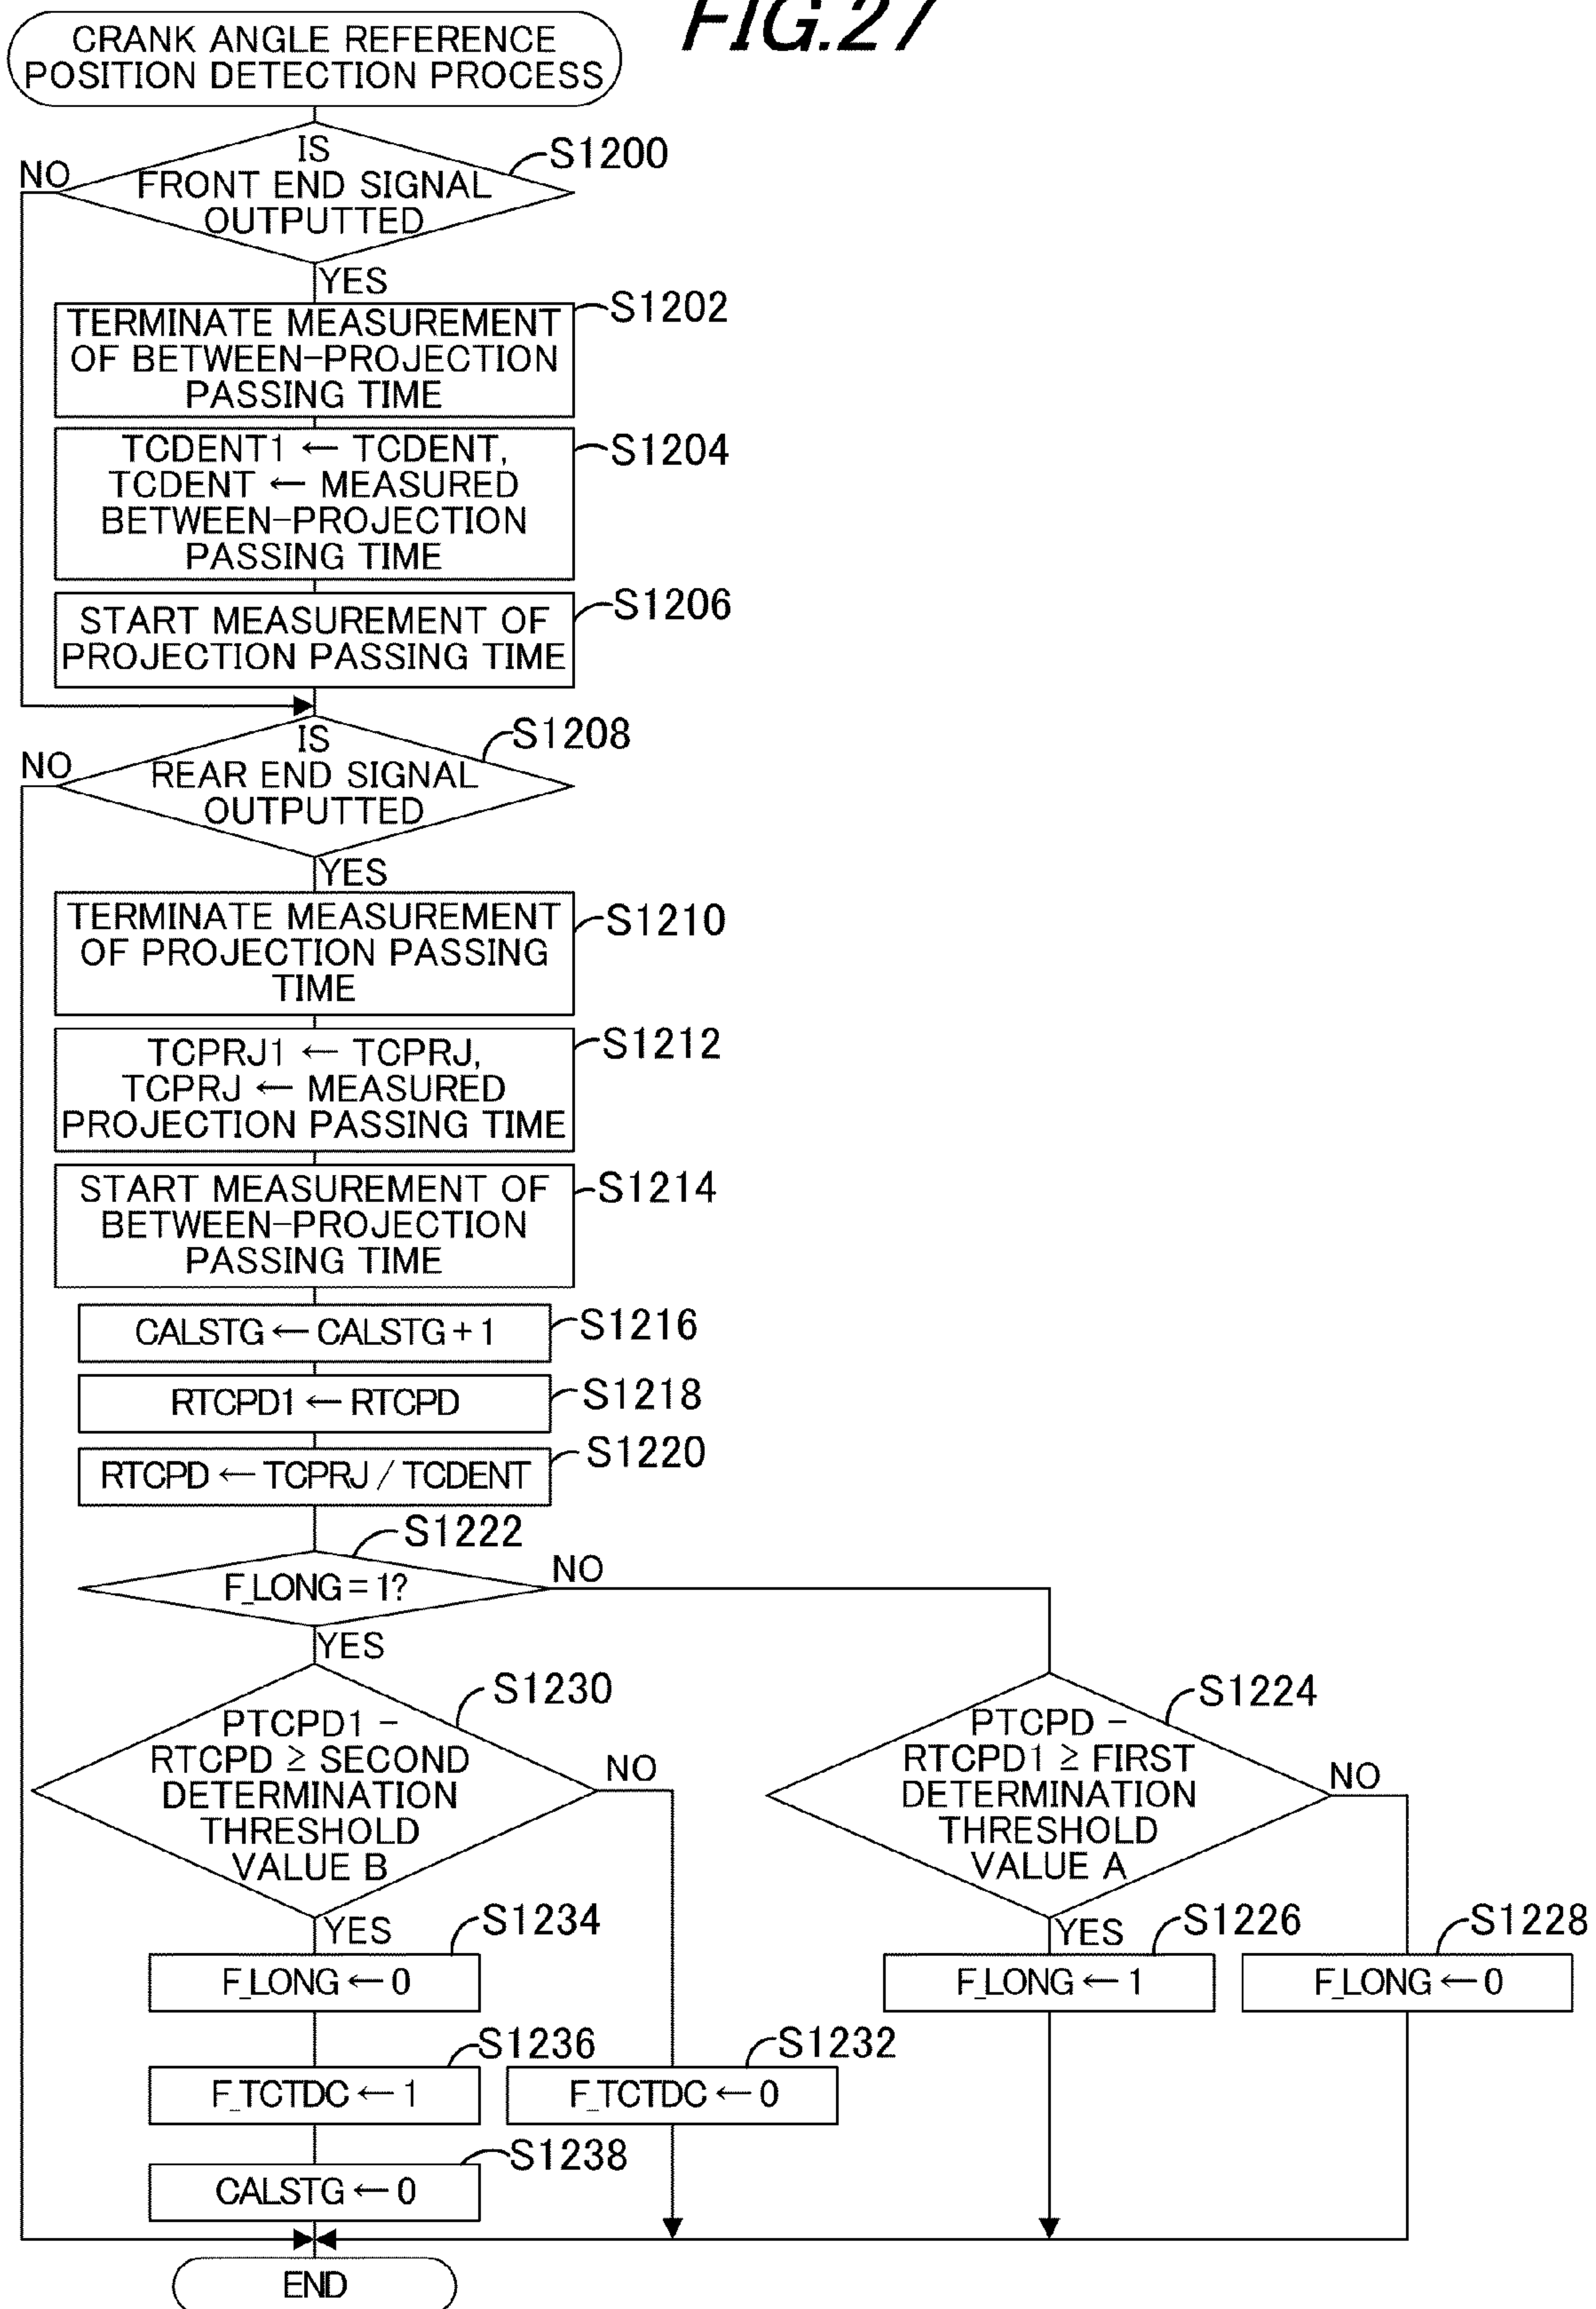 FIG.27
CRANK ANGLE REFERENCE
POSITION DETECTION PROCESS
IS
FRONT END SIGNAL
OUTPUTTED
S1200
NO
YES
TERMINATE MEASUREMENT
OF BETWEEN-PROJECTION
PASSING TIME
S1202
TCDENT1 ← TCDENT,
TCDENT ← MEASURED
BETWEEN-PROJECTION
PASSING TIME
S1204
START MEASUREMENT OF
PROJECTION PASSING TIME
S1206
IS
REAR END SIGNAL
OUTPUTTED
S1208
NO
YES
TERMINATE MEASUREMENT
OF PROJECTION PASSING
TIME
S1210
TCPRJ1 ← TCPRJ,
TCPRJ ← MEASURED
PROJECTION PASSING TIME
S1212
START MEASUREMENT OF
BETWEEN-PROJECTION
PASSING TIME
S1214
CALSTG ← CALSTG + 1
S1216
RTCPD1 ← RTCPD
S1218
RTCPD ← TCPRJ / TCDENT
S1220
S1222
F_LONG = 1?
NO
YES
S1230
PTCPD1 -
RTCPD ≥ SECOND
DETERMINATION
THRESHOLD
VALUE B
NO
YES
S1224
PTCPD -
RTCPD1 ≥ FIRST
DETERMINATION
THRESHOLD
VALUE A
NO
YES
S1234
F_LONG ← 0
S1226
F_LONG ← 1
S1228
F_LONG ← 0
S1236
F_TCTDC ← 1
S1232
F_TCTDC ← 0
S1238
CALSTG ← 0
END